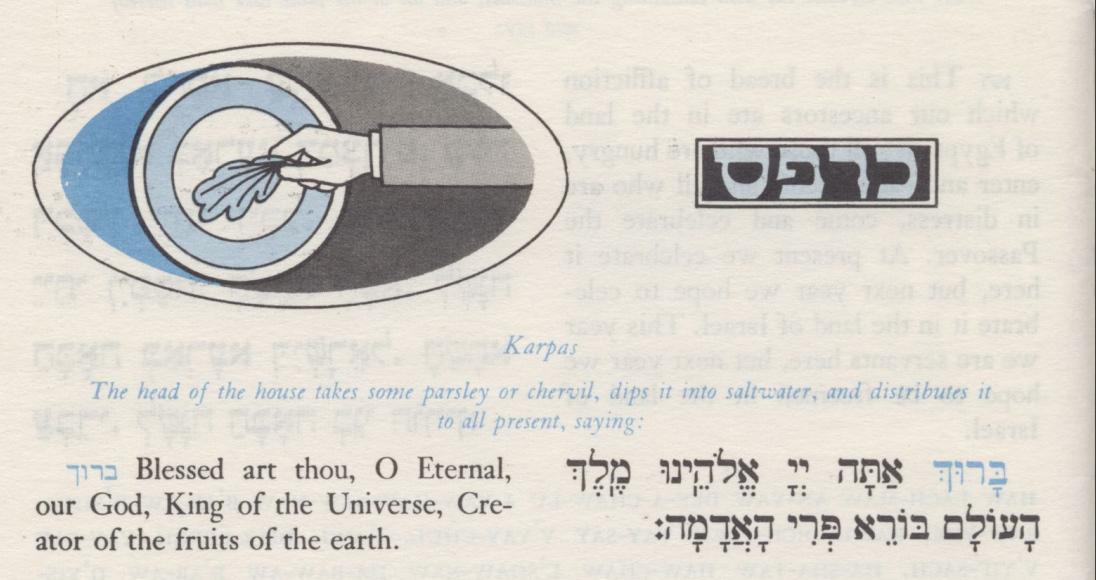 כרפס
Karpas
The head of the house takes some parsley or chervil, dips it into saltwater, and distributes it
to all present, saying:
ברוך Blessed art thou, O Eternal,
our God, King of the Universe, Cre-
ator of the fruits of the earth.
בָּרוּךְ אַתָּה יְיָ אֱלֹהֵינוּ מֶלֶךְ
הָעוֹלָם בּוֹרֵא פְּרִי הָאֲדָמָה: